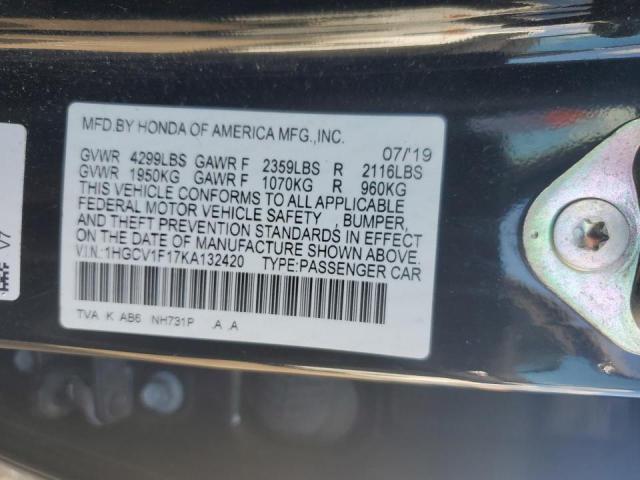 MFD.BY HONDA OF AMERICA MFG.,INC. 07/'19
GVWR 4299LBS GAWR F 2359LBS R 2116LBS
GVWR 1950KG GAWR F 1070KG R 960KG
THIS VEHICLE CONFORMS TO ALL APPLICABLE
FEDERAL MOTOR VEHICLE SAFETY , BUMPER,
AND THEFT PREVENTION STANDARDS IN EFFECT
ON THE DATE OF MANUFACTURE SHOWN ABOVE.
V.I.N.:1HGCV1F17KA132420 TYPE:PASSENGER CAR
TVA K AB6 NH731P .A .A
V7